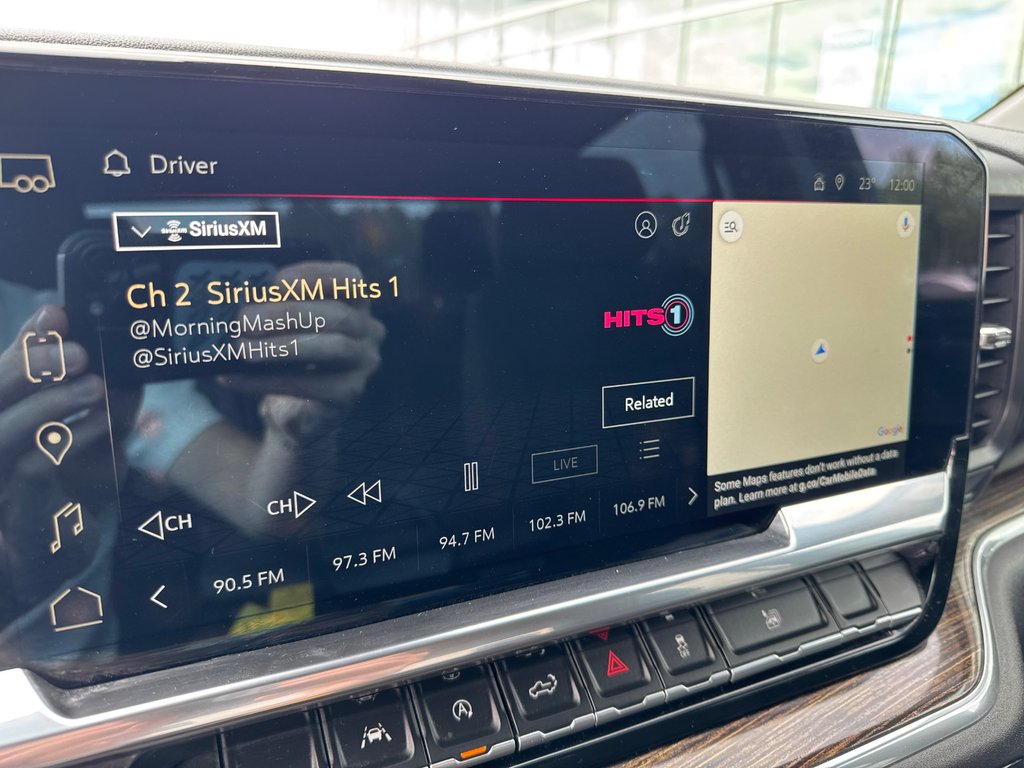 Driver
23° 12:00
SiriusXM
Ch 2 SiriusXM Hits 1
@MorningMashUp
@SiriusXMHits1
HITS 1
Related
LIVE
CH
CH
90.5 FM
97.3 FM
94.7 FM
102.3 FM
106.9 FM
Google
Some Maps features don't work without a data
plan. Learn more at g.co/CarMobileData.
A